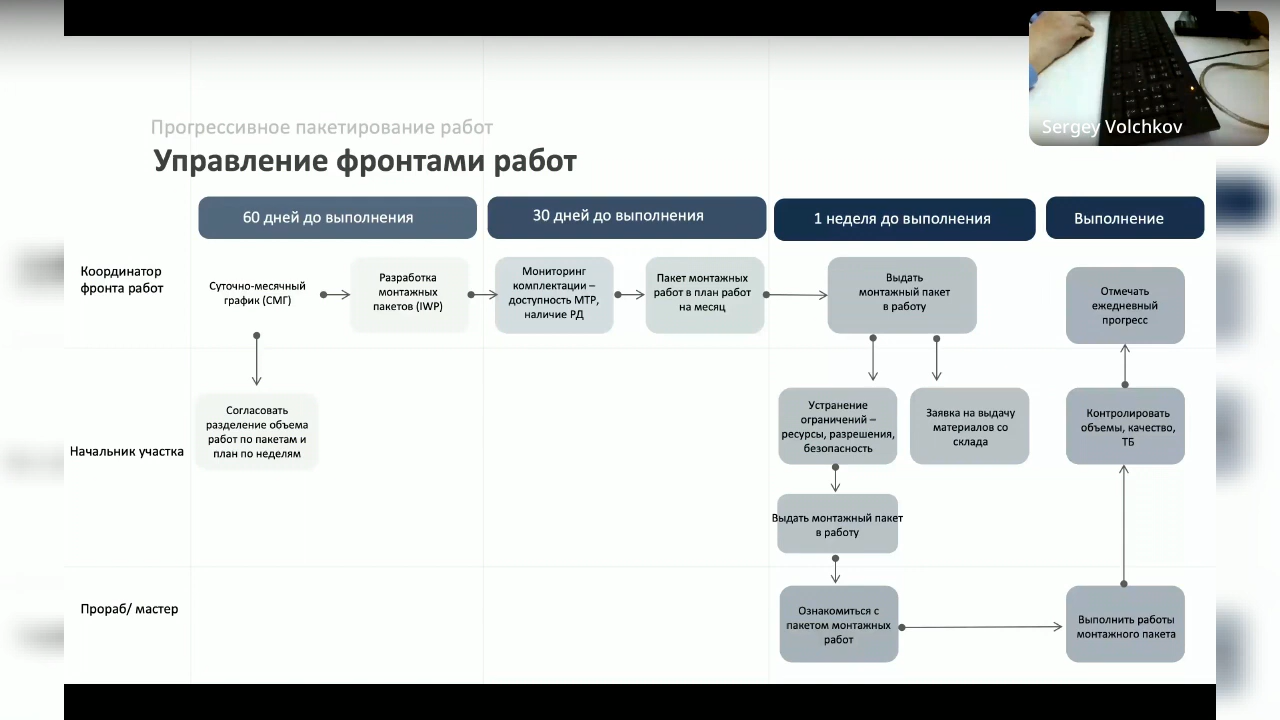 Sergey Volchkov
Прогрессивное пакетирование работ
Управление фронтами работ
60 дней до выполнения
30 дней до выполнения
1 неделя до выполнения
Выполнение
Координатор
фронта работ
Суточно-месячный
график (СМГ)
Разработка
монтажных
пакетов (IWP)
Мониторинг
комплектации –
доступность МТР,
наличие РД
Пакет монтажных
работ в план работ
на месяц
Выдать
монтажный пакет
в работу
Отмечать
ежедневный
прогресс
Начальник участка
Согласовать
разделение объема
работ по пакетам и
план по неделям
Устранение
ограничений –
ресурсы, разрешения,
безопасность
Заявка на выдачу
материалов со
склада
Контролировать
объемы, качество,
ТБ
Выдать монтажный пакет
в работу
Прораб/ мастер
Ознакомиться с
пакетом монтажных
работ
Выполнить работы
монтажного пакета